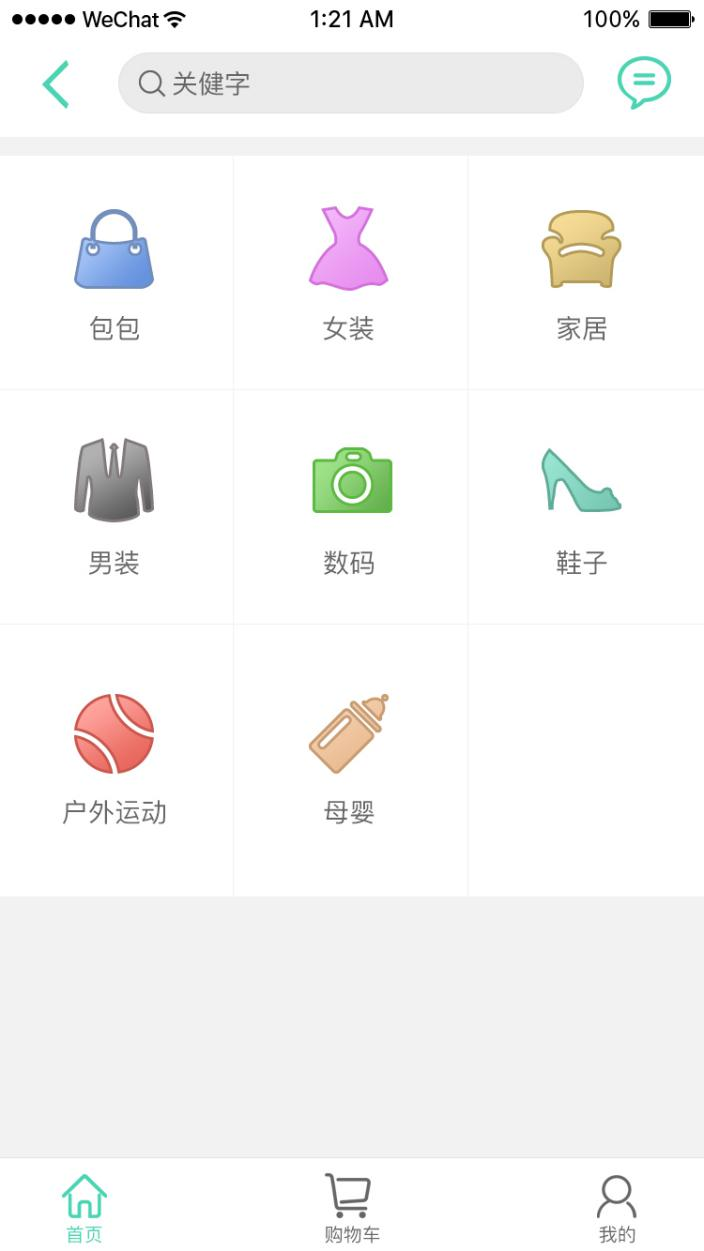 ●●●●● WeChat 1:21 AM 100%
关健字
包包 女装 家居
男装 数码 鞋子
户外运动 母婴
首页 购物车 我的